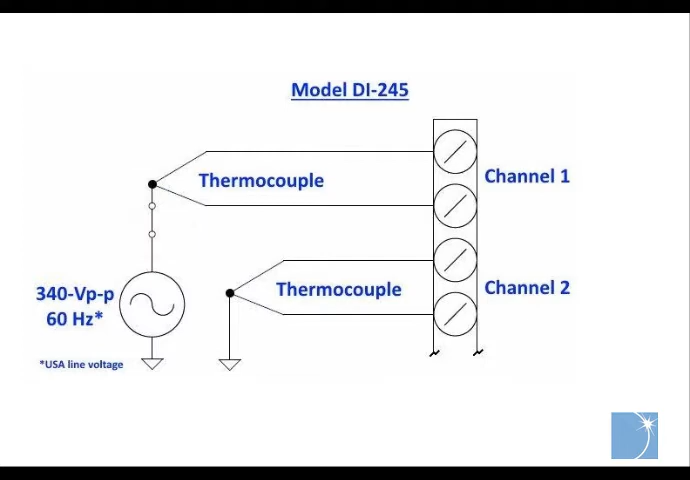 Model DI-245
Thermocouple
Channel 1
Thermocouple
Channel 2
340-Vp-p
60 Hz*
*USA line voltage